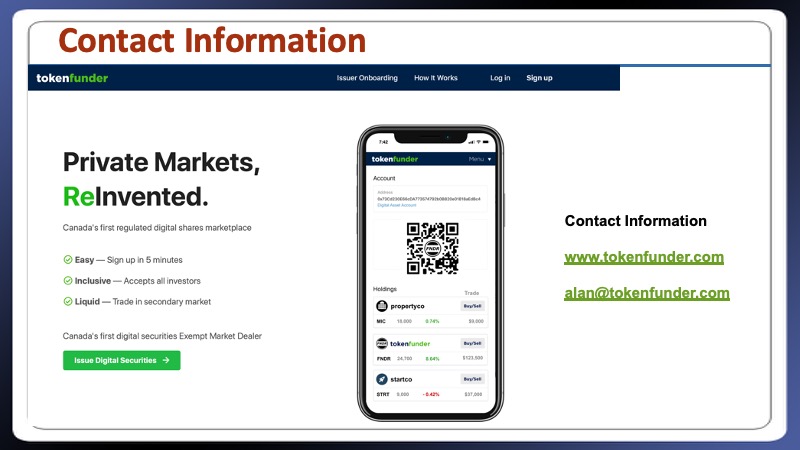 Contact Information
tokenfunder
Issuer Onboarding How It Works Log in Sign up
Private Markets,
ReInvented.
Canada's first regulated digital shares marketplace
Easy — Sign up in 5 minutes
Inclusive — Accepts all investors
Liquid — Trade in secondary market
Canada's first digital securities Exempt Market Dealer
Issue Digital Securities →
7:42
tokenfunder Menu ▼
Account
Address:
Digital Asset Account
FNDR
Holdings
Trade
propertyco Buy/Sell
MIC 18,000 0.74% $9,000
tokenfunder Buy/Sell
FNDR 24,700 0.64% $123,500
startco Buy/Sell
STRT 9,000 - 0.42% $37,000
Contact Information
www.tokenfunder.com
alan@tokenfunder.com